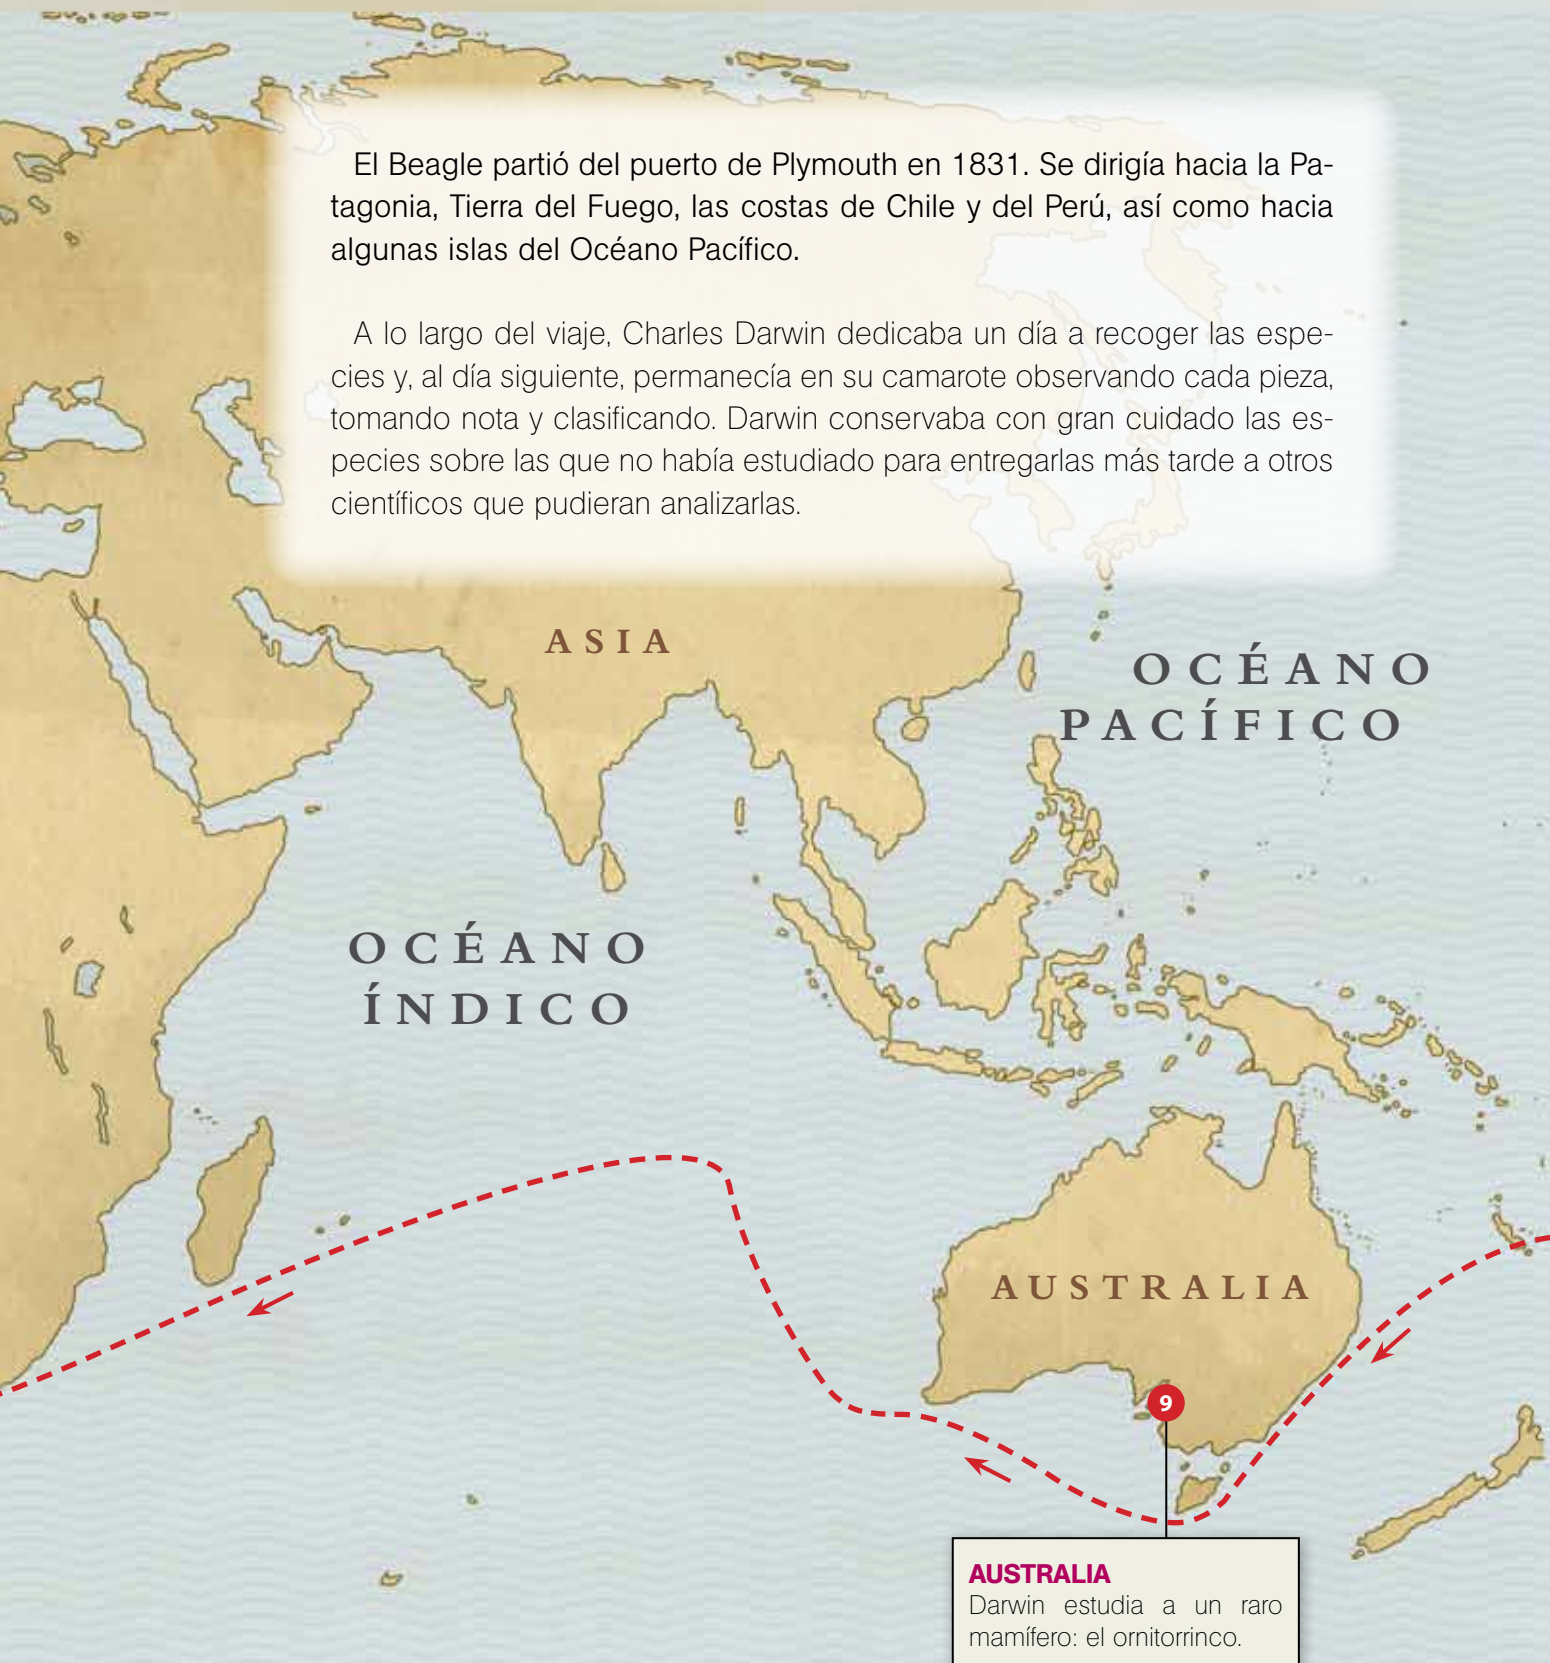 El Beagle partió del puerto de Plymouth en 1831. Se dirigía hacia la Pa-
tagonia, Tierra del Fuego, las costas de Chile y del Perú, así como hacia
algunas islas del Océano Pacífico.
A lo largo del viaje, Charles Darwin dedicaba un día a recoger las espe-
cies y, al día siguiente, permanecía en su camarote observando cada pieza,
tomando nota y clasificando. Darwin conservaba con gran cuidado las es-
pecies sobre las que no había estudiado para entregarlas más tarde a otros
científicos que pudieran analizarlas.
ASIA
OCÉANO
PACÍFICO
OCÉANO
ÍNDICO
AUSTRALIA
9
AUSTRALIA
Darwin estudia a un raro
mamífero: el ornitorrinco.